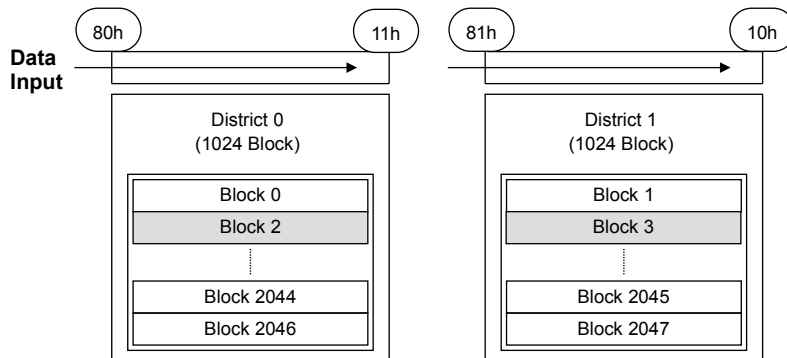 80h
11h
81h
10h
Data
Input
District 0
(1024 Block)
District 1
(1024 Block)
Block 0
Block 2
Block 2044
Block 2046
Block 1
Block 3
Block 2045
Block 2047